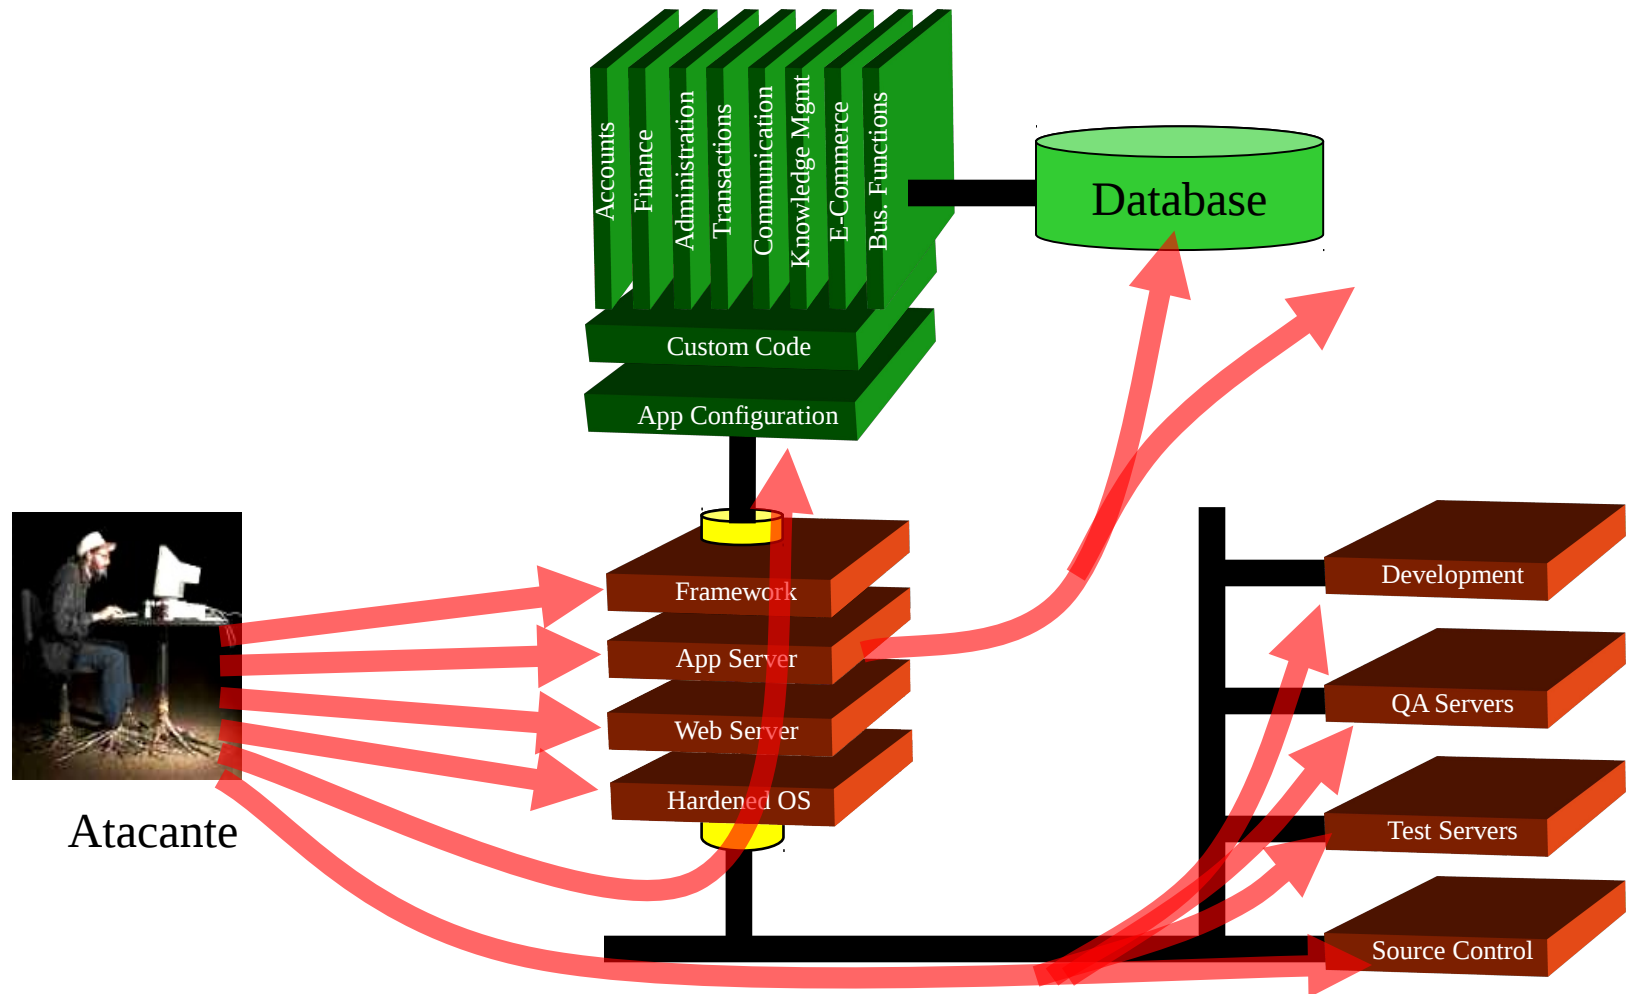 Accounts
Finance
Administration
Transactions
Communication
Knowledge Mgmt
E-Commerce
Bus. Functions
Database
Custom Code
App Configuration
Framework
App Server
Web Server
Hardened OS
Atacante
Development
QA Servers
Test Servers
Source Control